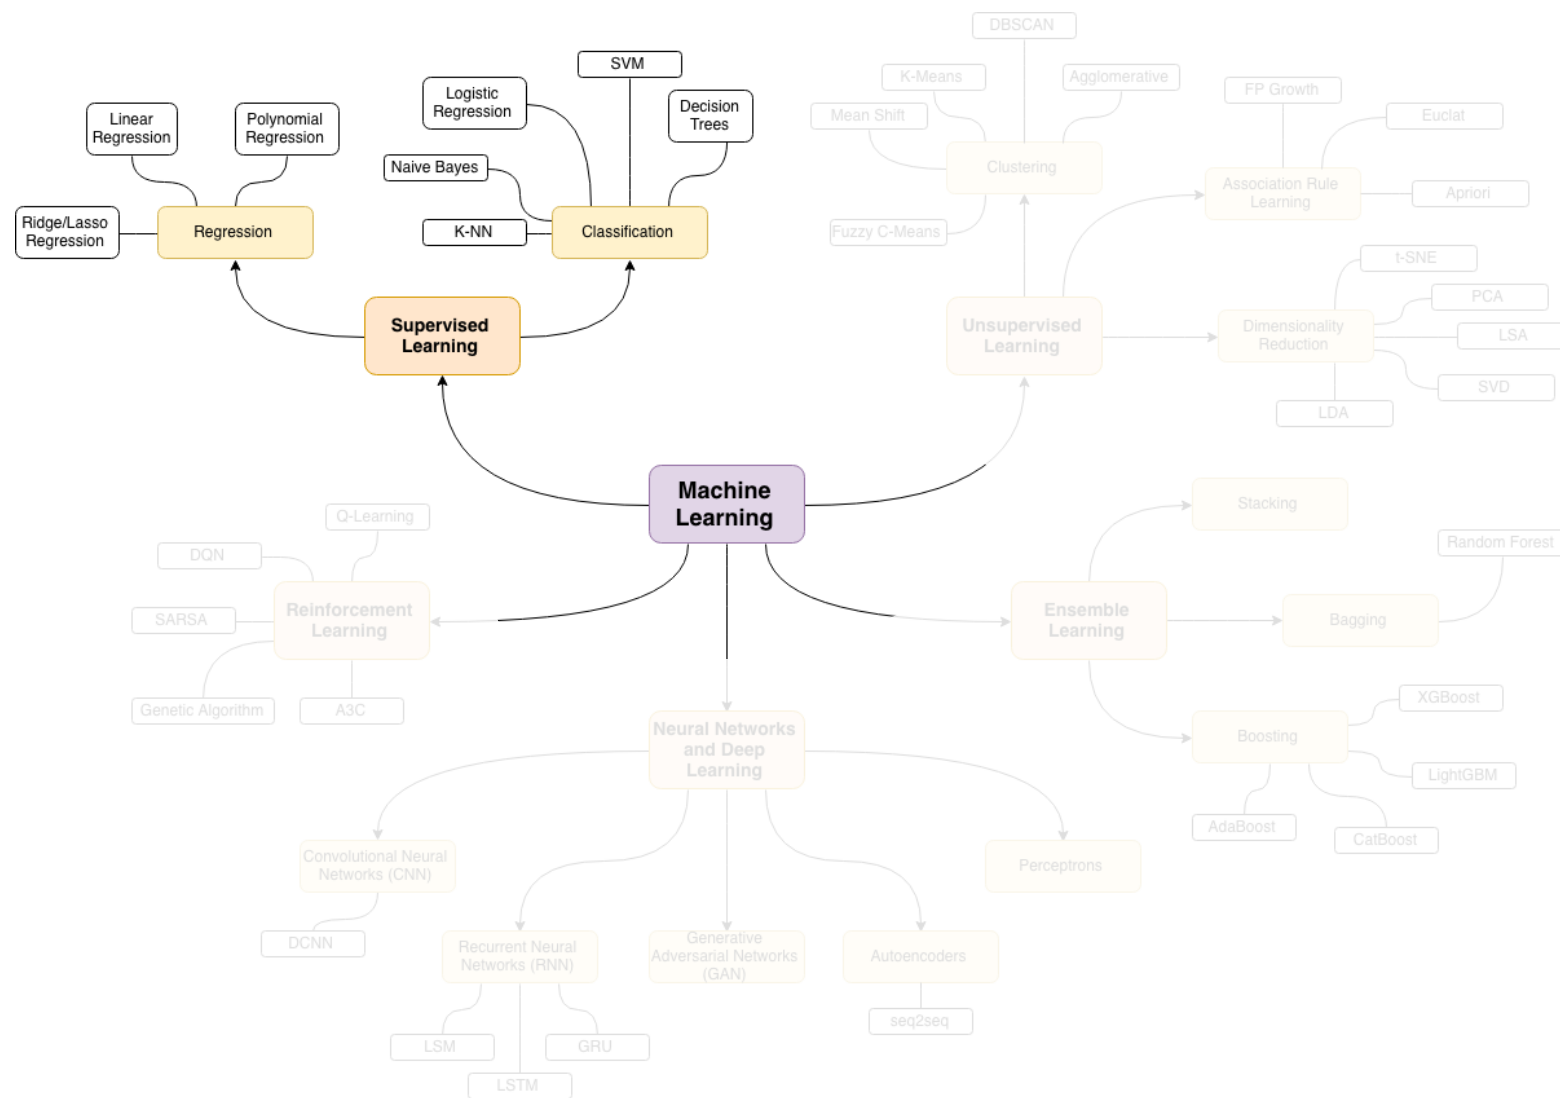 DBSCAN
SVM
K-Means
Agglomerative
Logistic
Regression
FP Growth
Linear
Regression
Polynomial
Regression
Decision
Trees
Mean Shift
Euclat
Naive Bayes
Clustering
Association Rule
Learning
Apriori
Ridge/Lasso
Regression
Regression
K-NN
Classification
Fuzzy C-Means
t-SNE
PCA
Supervised
Learning
Unsupervised
Learning
Dimensionality
Reduction
LSA
SVD
LDA
Machine
Learning
Q-Learning
Stacking
DQN
Random Forest
SARSA
Reinforcement
Learning
Ensemble
Learning
Bagging
Genetic Algorithm
A3C
XGBoost
Neural Networks
and Deep
Learning
Boosting
LightGBM
AdaBoost
CatBoost
Convolutional Neural
Networks (CNN)
Perceptrons
DCNN
Recurrent Neural
Networks (RNN)
Generative
Adversarial Networks
(GAN)
Autoencoders
seq2seq
LSM
GRU
LSTM